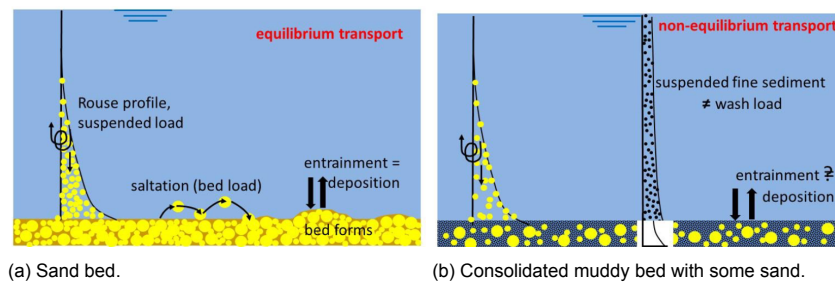 equilibrium transport
Rouse profile,
suspended load
saltation (bed load)
entrainment =
deposition
bed forms
(a) Sand bed.
non-equilibrium transport
suspended fine sediment
≠ wash load
entrainment ≠?
deposition
(b) Consolidated muddy bed with some sand.